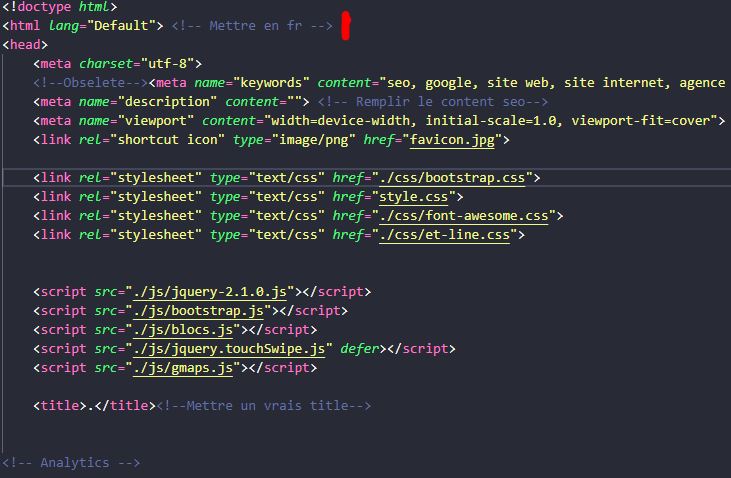 <!doctype html>
<html lang="Default"> <!-- Mettre en fr -->
<head>
<meta charset="utf-8">
<!--Obselete--><meta name="keywords" content="seo, google, site web, site internet, agence
<meta name="description" content=""> <!-- Remplir le content seo-->
<meta name="viewport" content="width=device-width, initial-scale=1.0, viewport-fit=cover">
<link rel="shortcut icon" type="image/png" href="favicon.jpg">
<link rel="stylesheet" type="text/css" href="./css/bootstrap.css">
<link rel="stylesheet" type="text/css" href="style.css">
<link rel="stylesheet" type="text/css" href="./css/font-awesome.css">
<link rel="stylesheet" type="text/css" href="./css/et-line.css">
<script src="./js/jquery-2.1.0.js"></script>
<script src="./js/bootstrap.js"></script>
<script src="./js/blocs.js"></script>
<script src="./js/jquery.touchSwipe.js" defer></script>
<script src="./js/gmaps.js"></script>
<title>.</title><!--Mettre un vrais title-->
<!-- Analytics -->